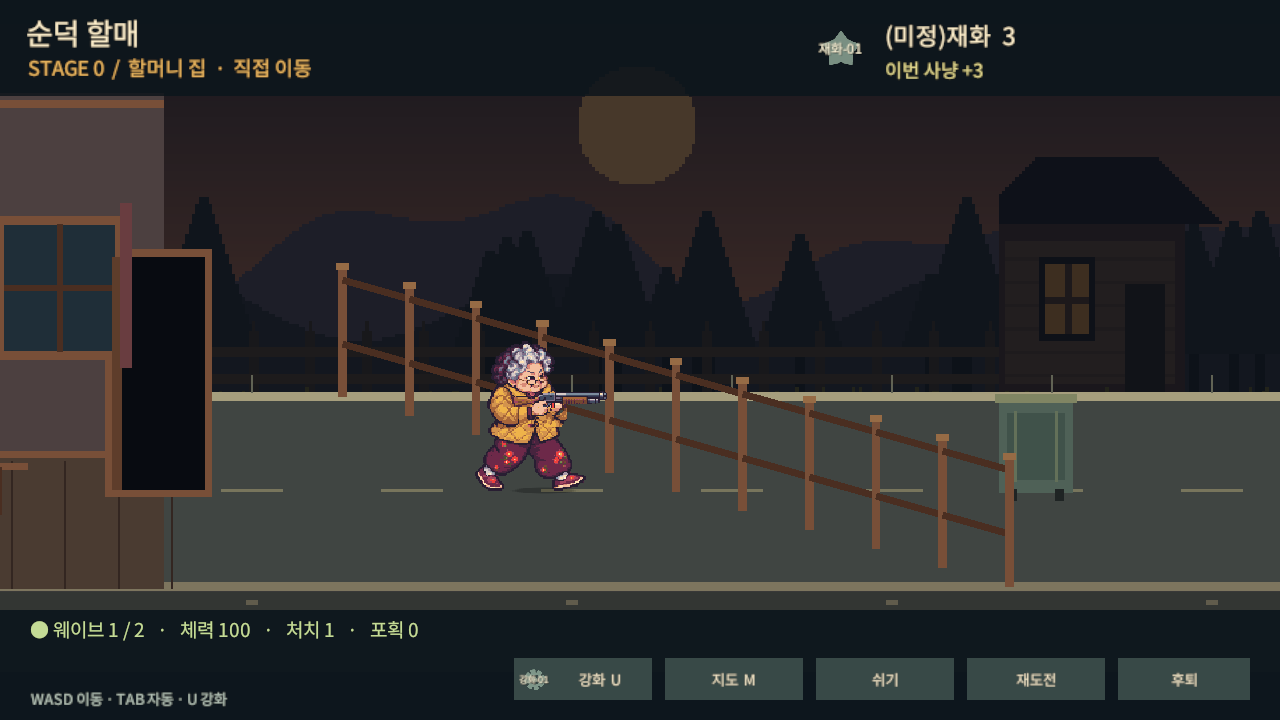 순덕 할매
STAGE 0 / 할머니 집 · 직접 이동
재화-01
(미정)재화 3
이번 사냥 +3
웨이브 1 / 2 · 체력 100 · 처치 1 · 포획 0
강화 U
지도 M
쉬기
재도전
후퇴
WASD 이동 · TAB 자동 · U 강화